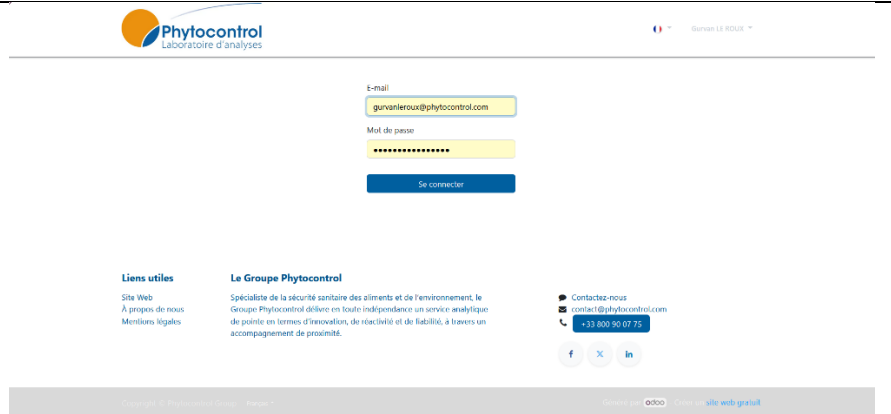 Phytocontrol
Laboratoire d'analyses
Gurvan LE ROUX
E-mail
gurvanleroux@phytocontrol.com
Mot de passe
••••••••••••••••
Se connecter
Liens utiles
Site Web
À propos de nous
Mentions légales
Le Groupe Phytocontrol
Spécialiste de la sécurité sanitaire des aliments et de l'environnement, le
Groupe Phytocontrol délivre en toute indépendance un service analytique
de pointe en termes d'innovation, de réactivité et de fiabilité, à travers un
accompagnement de proximité.
Contactez-nous
contact@phytocontrol.com
+33 800 90 07 75
Copyright © Phytocontrol Group
Généré par odoo
site web gratuit